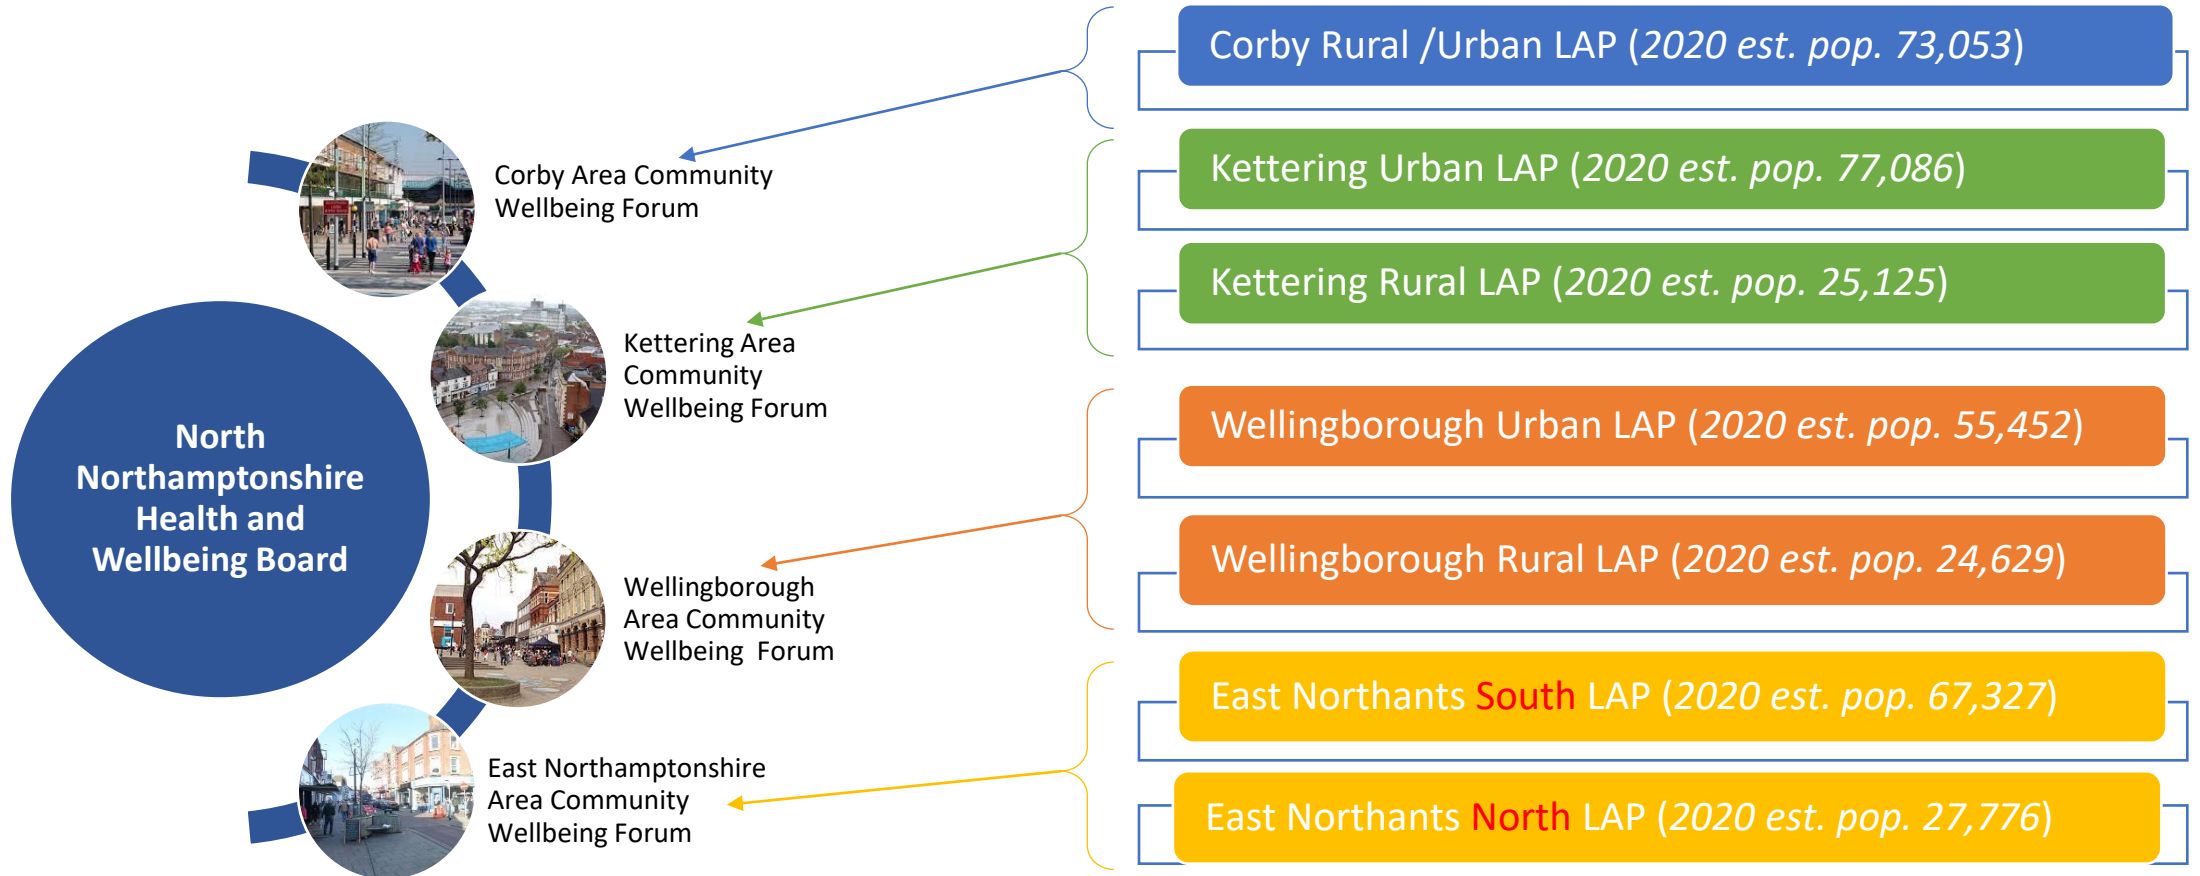 North
Northamptonshire
Health and
Wellbeing Board
Corby Area Community
Wellbeing Forum
Kettering Area
Community
Wellbeing Forum
Wellingborough
Area Community
Wellbeing  Forum
East Northamptonshire
Area Community
Wellbeing Forum
Corby Rural /Urban LAP (2020 est. pop. 73,053)
Kettering Urban LAP (2020 est. pop. 77,086)
Kettering Rural LAP (2020 est. pop. 25,125)
Wellingborough Urban LAP (2020 est. pop. 55,452)
Wellingborough Rural LAP (2020 est. pop. 24,629)
East Northants South LAP (2020 est. pop. 67,327)
East Northants North LAP (2020 est. pop. 27,776)